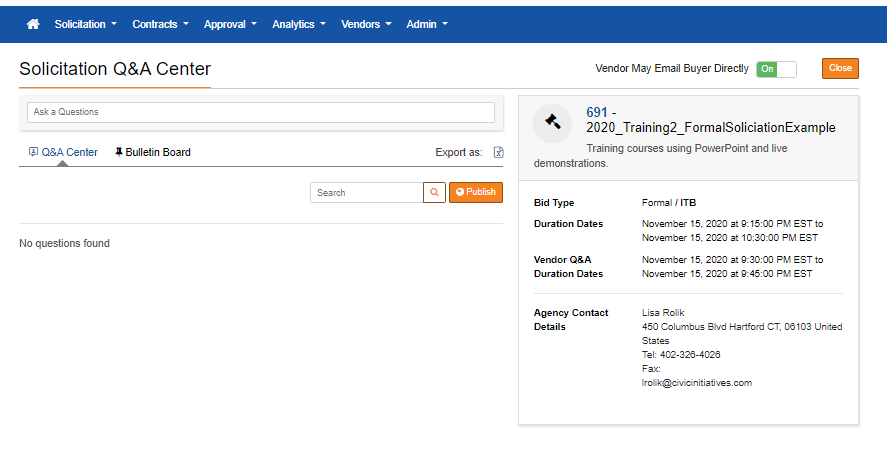 Solicitation Contracts Approval Analytics Vendors Admin
Solicitation Q&A Center
Vendor May Email Buyer Directly On Close
Ask a Questions
Q&A Center Bulletin Board Export as:
Search Publish
No questions found
691 -
2020_Training2_FormalSoliciationExample
Training courses using PowerPoint and live
demonstrations.
Bid Type Formal / ITB
Duration Dates November 15, 2020 at 9:15:00 PM EST to
November 15, 2020 at 10:30:00 PM EST
Vendor Q&A November 15, 2020 at 9:30:00 PM EST to
Duration Dates November 15, 2020 at 9:45:00 PM EST
Agency Contact Lisa Rolik
Details 450 Columbus Blvd Hartford CT, 06103 United
States
Tel: 402-326-4026
Fax:
lrolik@civicinitiatives.com